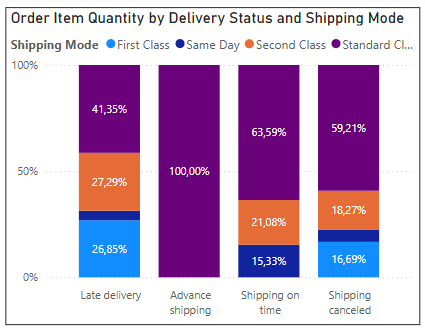 Order Item Quantity by Delivery Status and Shipping Mode
Shipping Mode First Class Same Day Second Class Standard Cl...
100%
50%
0%
41,35%
27,29%
26,85%
100,00%
63,59%
21,08%
15,33%
59,21%
18,27%
16,69%
Late delivery
Advance
shipping
Shipping on
time
Shipping
canceled